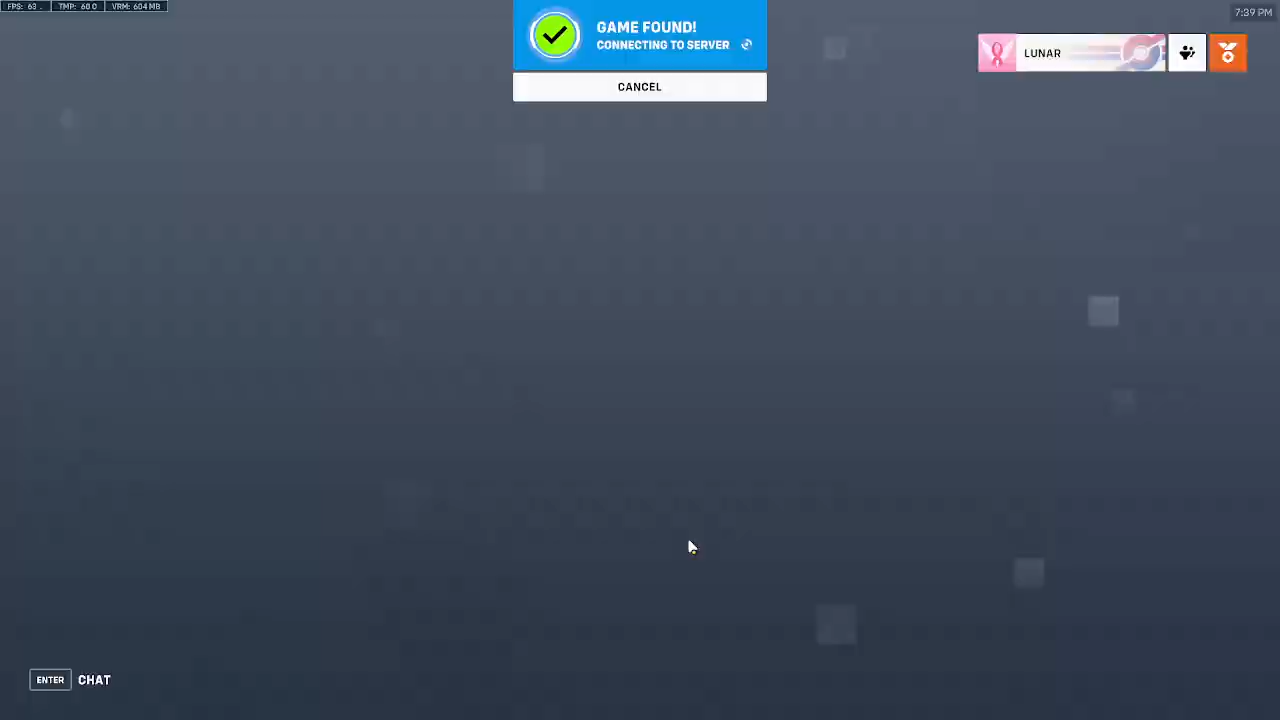 FPS: 63 . TMP: 60 C VRM: 604 MB
7:39 PM
GAME FOUND!
CONNECTING TO SERVER
CANCEL
LUNAR
ENTER CHAT